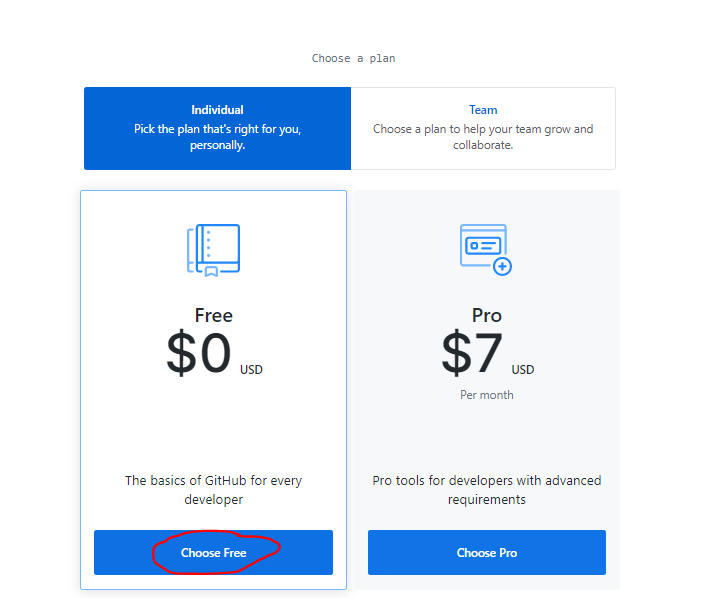 Choose a plan
Individual
Pick the plan that's right for you,
personally.
Team
Choose a plan to help your team grow and
collaborate.
Free
$0 USD
The basics of GitHub for every
developer
Choose Free
Pro
$7 USD
Per month
Pro tools for developers with advanced
requirements
Choose Pro